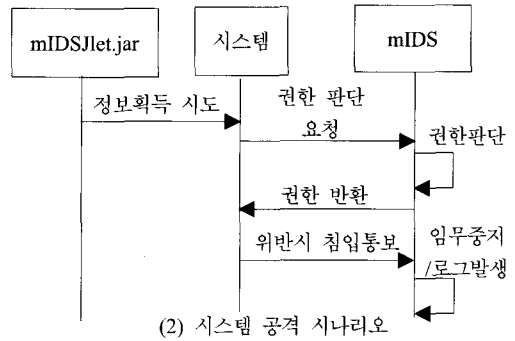 mIDSJlet.jar
시스템
mIDS
정보획득 시도
권한 판단
요청
권한판단
권한 반환
위반시 침입통보
임무중지
/로그발생
(2) 시스템 공격 시나리오